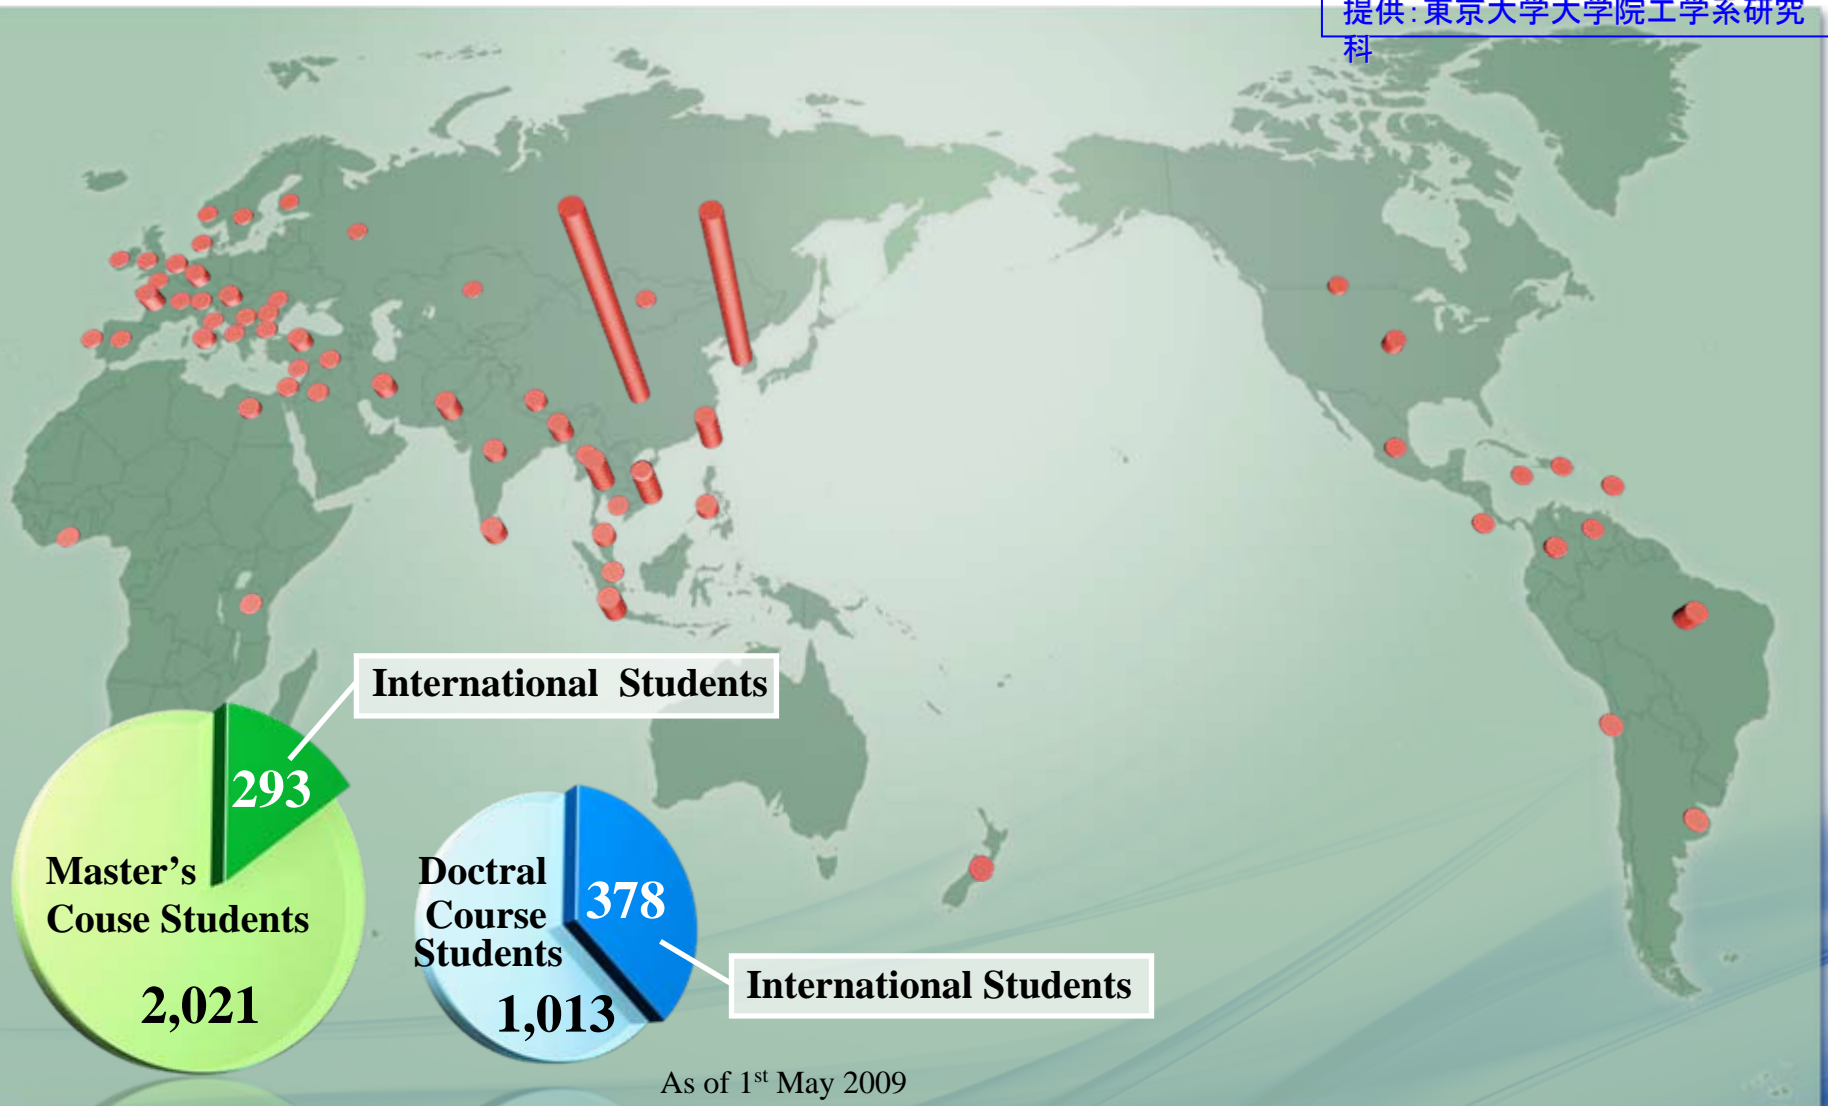 提供：東京大学大学院工学系研究
科
International Students
293
Master's
Couse Students
2,021
Doctral
Course
Students
378
1,013
International Students
As of 1st May 2009